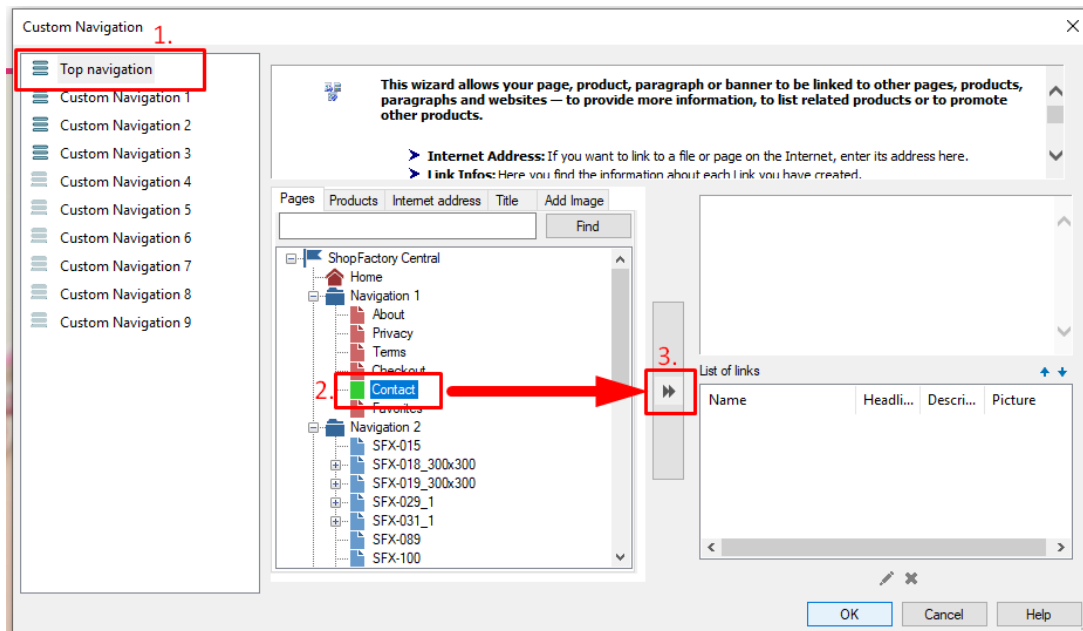 Custom Navigation
1.
Top navigation
Custom Navigation 1
Custom Navigation 2
Custom Navigation 3
Custom Navigation 4
Custom Navigation 5
Custom Navigation 6
Custom Navigation 7
Custom Navigation 8
Custom Navigation 9
This wizard allows your page, product, paragraph or banner to be linked to other pages, products,
paragraphs and websites — to provide more information, to list related products or to promote
other products.
Internet Address: If you want to link to a file or page on the Internet, enter its address here.
Link Infos: Here you find the information about each Link you have created.
Pages Products Internet address Title Add Image
Find
ShopFactory Central
Home
Navigation 1
About
Privacy
Terms
Checkout
2. Contact
Favorites
Navigation 2
SFX-015
SFX-018_300x300
SFX-019_300x300
SFX-029_1
SFX-031_1
SFX-089
SFX-100
3.
List of links
Name Headli... Descri... Picture
OK Cancel Help